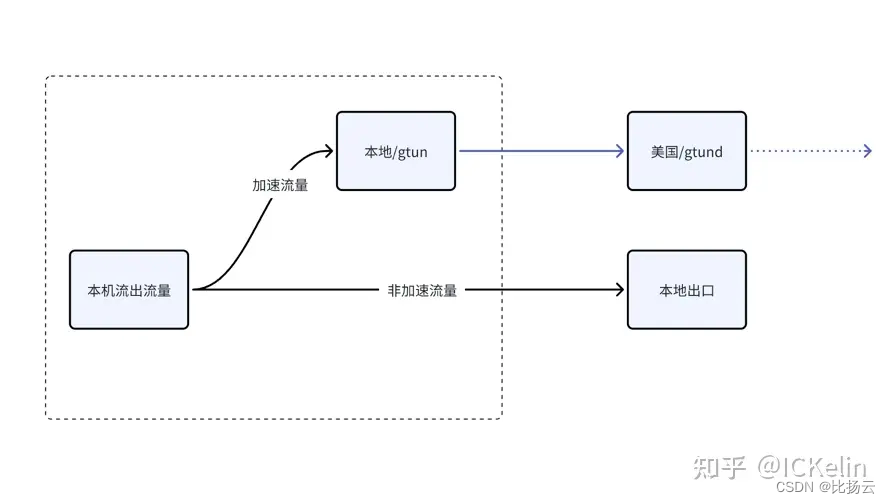 本地/gtun
美国/gtund
加速流量
本机流出流量
非加速流量
本地出口
知乎 @ICKelin
CSDN @比扬云